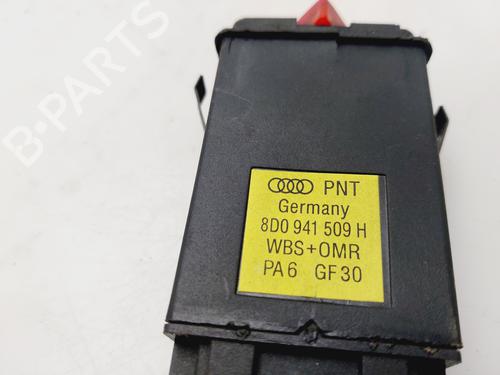 B-PARTS
PNT
Germany
8D0 941 509 H
WBS+OMR
PA6 GF30